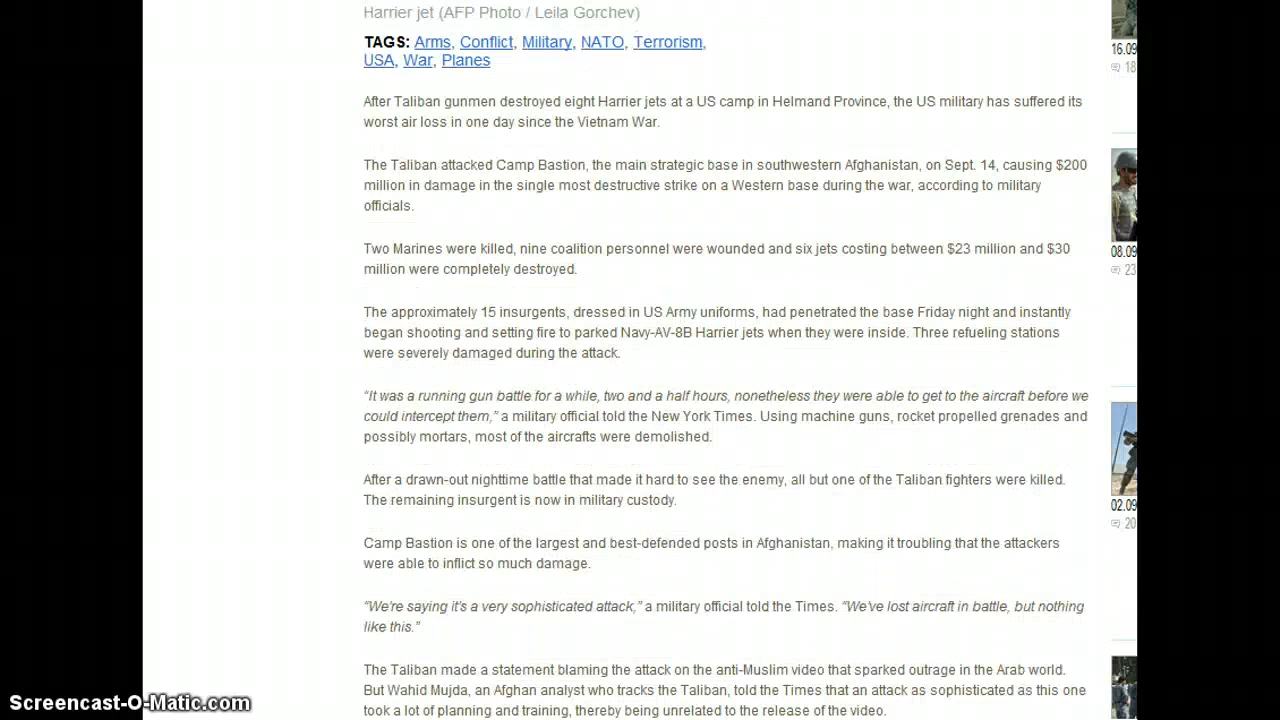 Harrier jet (AFP Photo / Leila Gorchev)
TAGS: Arms, Conflict, Military, NATO, Terrorism,
USA, War, Planes
After Taliban gunmen destroyed eight Harrier jets at a US camp in Helmand Province, the US military has suffered its
worst air loss in one day since the Vietnam War.
The Taliban attacked Camp Bastion, the main strategic base in southwestern Afghanistan, on Sept. 14, causing $200
million in damage in the single most destructive strike on a Western base during the war, according to military
officials.
Two Marines were killed, nine coalition personnel were wounded and six jets costing between $23 million and $30
million were completely destroyed.
The approximately 15 insurgents, dressed in US Army uniforms, had penetrated the base Friday night and instantly
began shooting and setting fire to parked Navy-AV-8B Harrier jets when they were inside. Three refueling stations
were severely damaged during the attack.
“It was a running gun battle for a while, two and a half hours, nonetheless they were able to get to the aircraft before we
could intercept them,” a military official told the New York Times. Using machine guns, rocket propelled grenades and
possibly mortars, most of the aircrafts were demolished.
After a drawn-out nighttime battle that made it hard to see the enemy, all but one of the Taliban fighters were killed.
The remaining insurgent is now in military custody.
Camp Bastion is one of the largest and best-defended posts in Afghanistan, making it troubling that the attackers
were able to inflict so much damage.
“We’re saying it’s a very sophisticated attack,” a military official told the Times. “We’ve lost aircraft in battle, but nothing
like this.”
The Taliban made a statement blaming the attack on the anti-Muslim video that sparked outrage in the Arab world.
But Wahid Mujda, an Afghan analyst who tracks the Taliban, told the Times that an attack as sophisticated as this one
took a lot of planning and training, thereby being unrelated to the release of the video.
16.09
18
08.09
23
02.09
20
Screencast-O-Matic.com